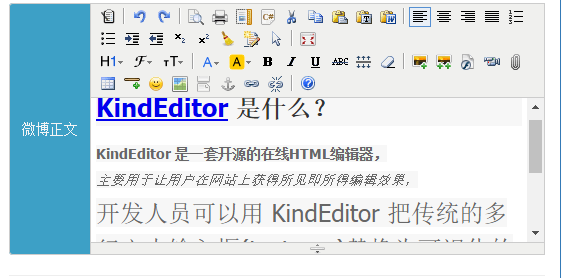 H1 ℱ TT A A B I U ABC
微博正文
KindEditor 是什么？
KindEditor 是一套开源的在线HTML编辑器，
主要用于让用户在网站上获得所见即所得编辑效果，
开发人员可以用 KindEditor 把传统的多